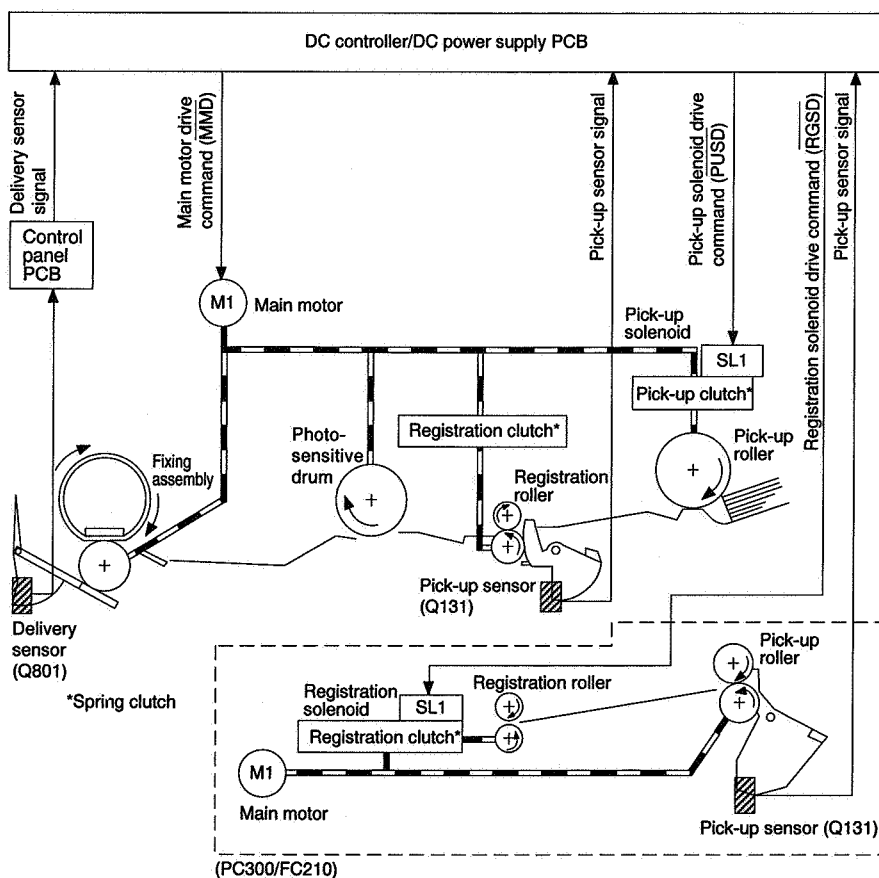 DC controller/DC power supply PCB
Delivery sensor
signal
Main motor drive
command (MMD)
Pick-up sensor signal
Pick-up solenoid drive
command (PUSD)
Registration solenoid drive command (RGSD)
Pick-up sensor signal
Control
panel
PCB
M1
Main motor
Pick-up
solenoid
SL1
Pick-up clutch*
Registration clutch*
Photo-
sensitive
drum
Fixing
assembly
Pick-up
roller
Registration
roller
Pick-up sensor
(Q131)
Delivery
sensor
(Q801)
*Spring clutch
Pick-up
roller
Registration
solenoid
SL1
Registration roller
Registration clutch*
M1
Main motor
Pick-up sensor (Q131)
(PC300/FC210)